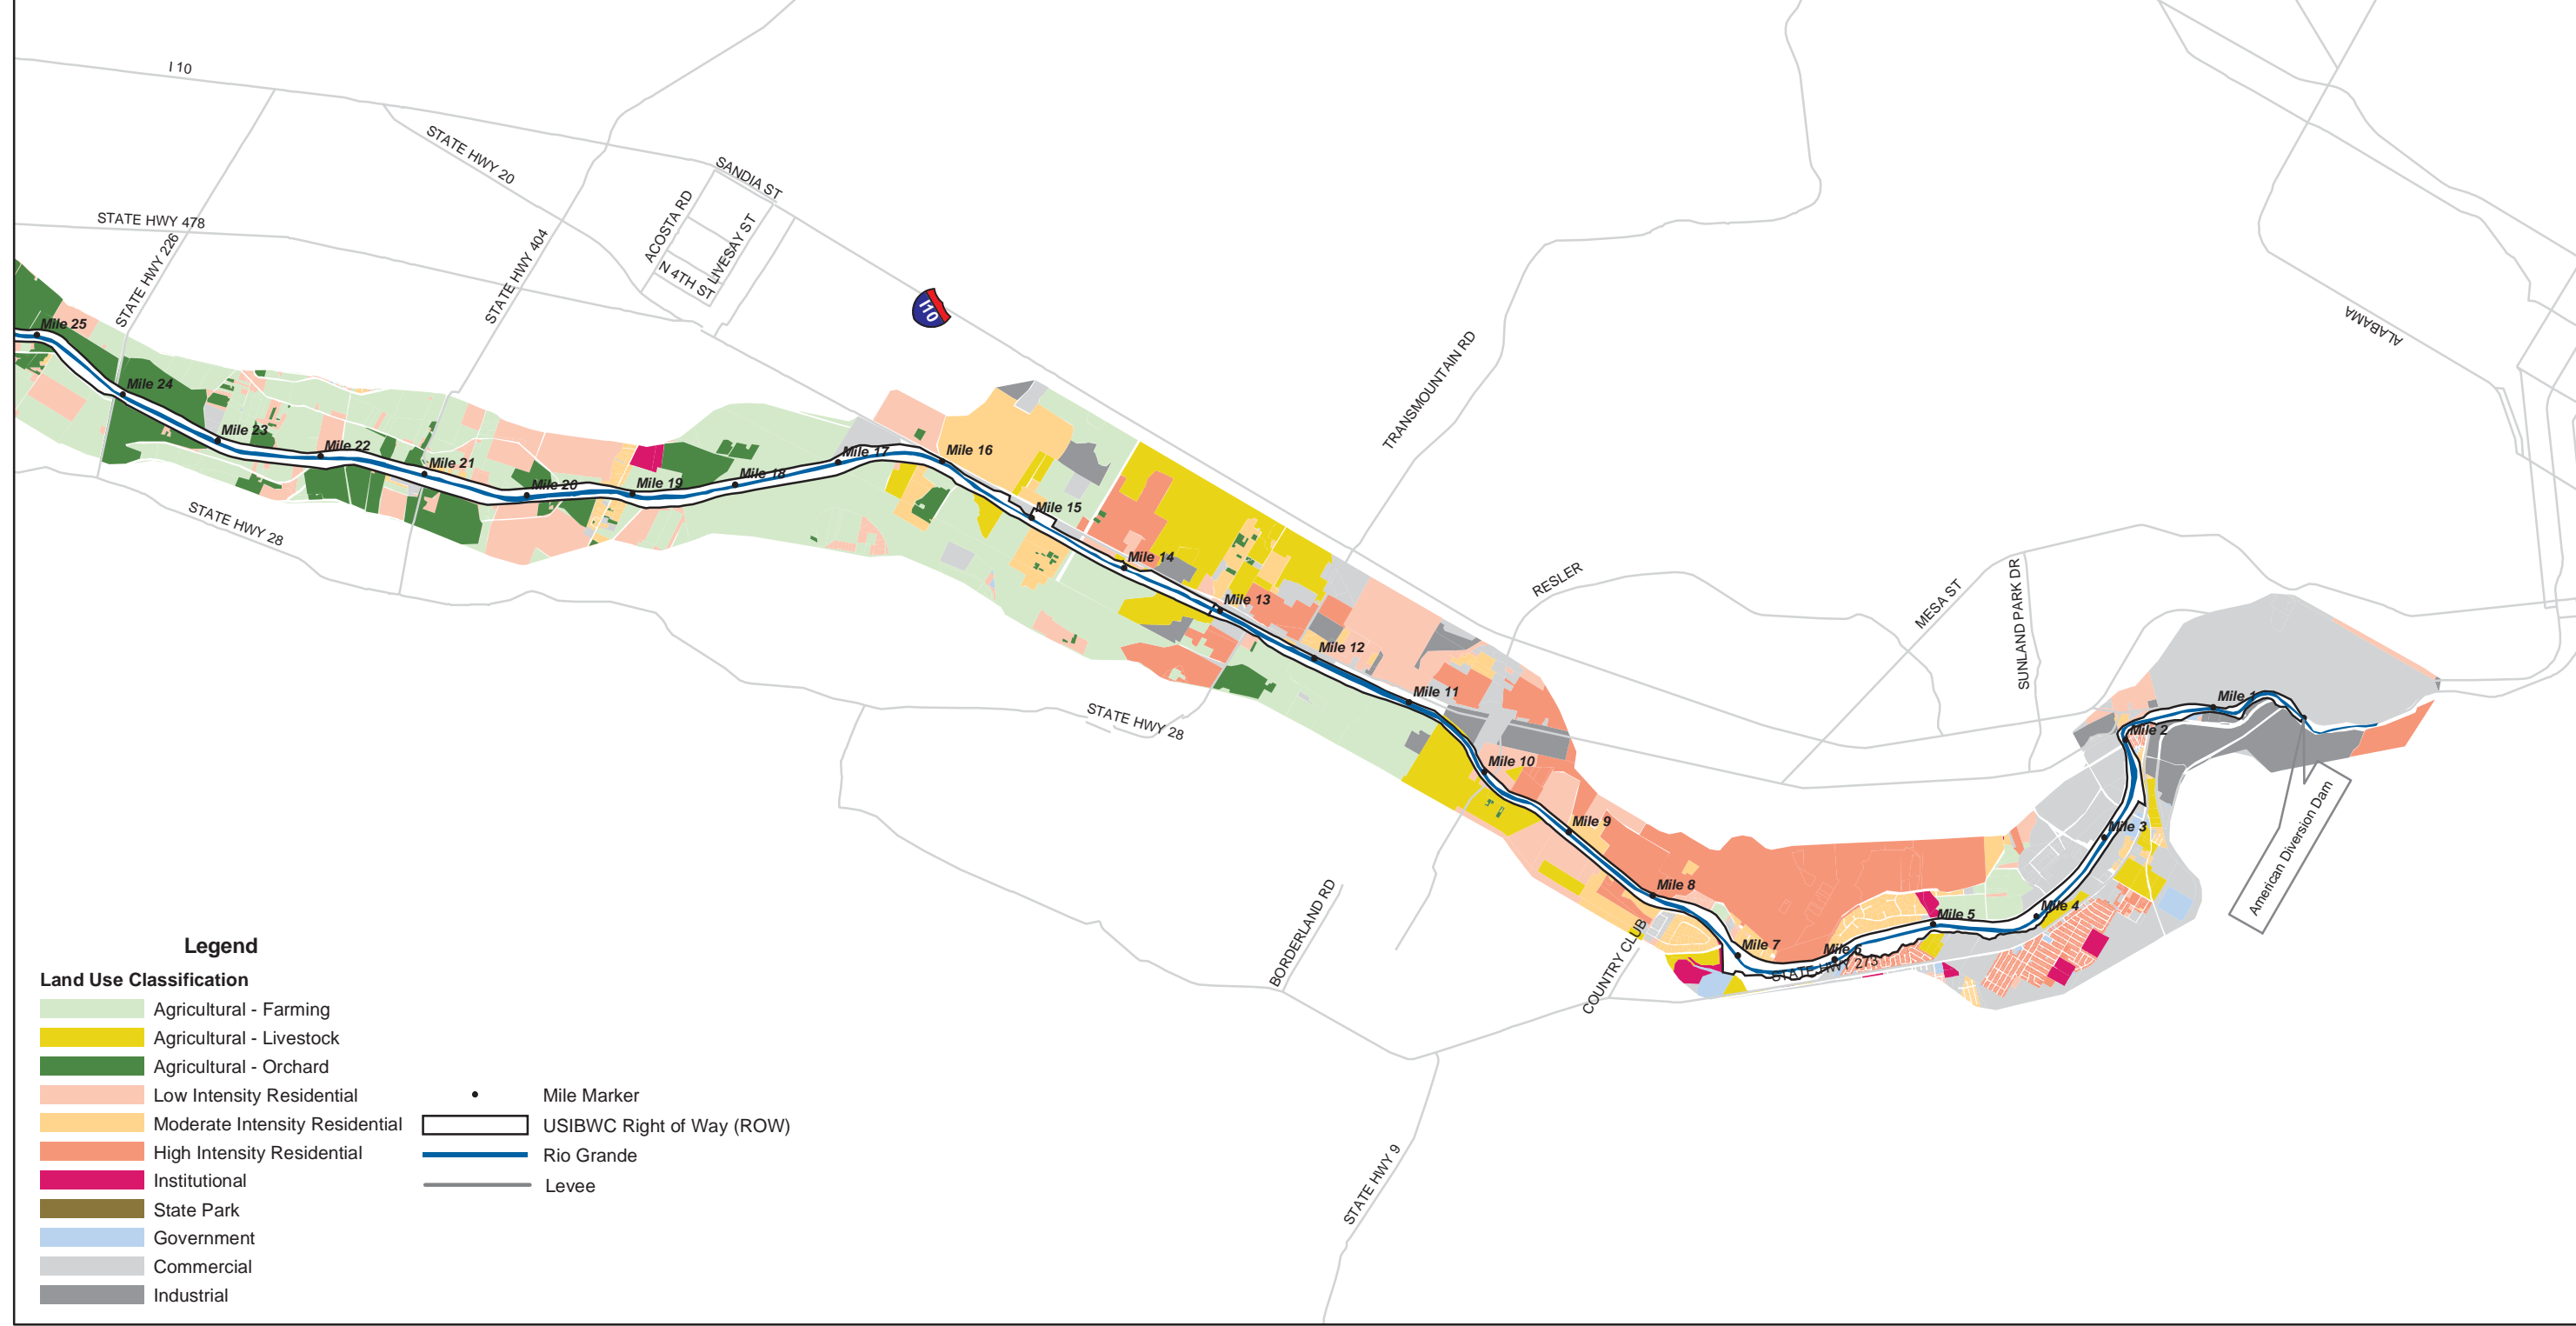 I 10
STATE HWY 20
SANDIA ST
ACOSTA RD
LIVESAY ST
N 4TH ST
STATE HWY 478
STATE HWY 226
STATE HWY 404
I10
TRANSMOUNTAIN RD
ALABAMA
RESLER
MESA ST
SUNLAND PARK DR
Mile 25
Mile 24
Mile 23
Mile 22
Mile 21
Mile 20
Mile 19
Mile 18
Mile 17
Mile 16
Mile 15
Mile 14
Mile 13
Mile 12
Mile 11
Mile 10
Mile 9
Mile 8
Mile 7
Mile 6
Mile 5
Mile 4
Mile 3
Mile 2
Mile 1
STATE HWY 28
STATE HWY 28
STATE HWY 273
American Diversion Dam
BORDERLAND RD
COUNTRY CLUB
STATE HWY 9
Legend
Land Use Classification
Agricultural - Farming
Agricultural - Livestock
Agricultural - Orchard
Low Intensity Residential
Moderate Intensity Residential
High Intensity Residential
Institutional
State Park
Government
Commercial
Industrial
Mile Marker
USIBWC Right of Way (ROW)
Rio Grande
Levee